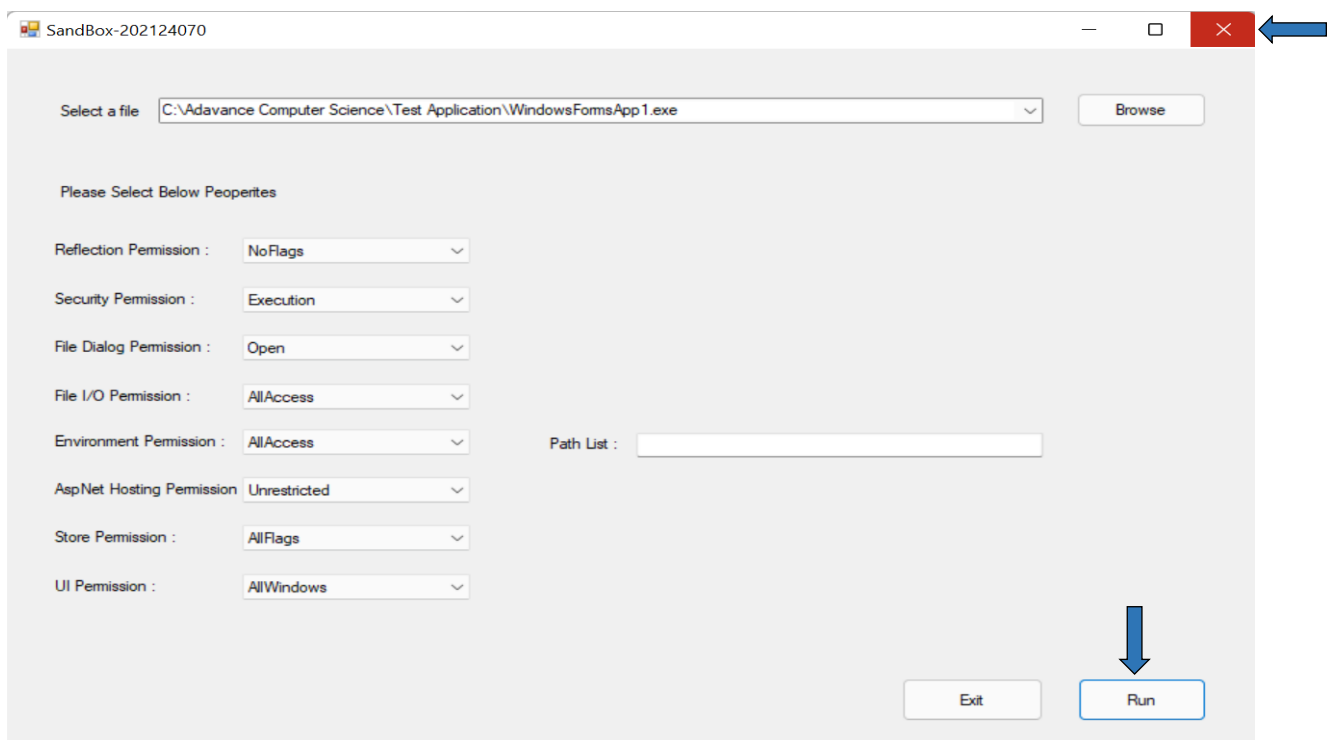 SandBox-202124070
Select a file C:\Adavance Computer Science\Test Application\WindowsFormsApp1.exe Browse
Please Select Below Peoperites
Reflection Permission : NoFlags
Security Permission : Execution
File Dialog Permission : Open
File I/O Permission : AllAccess
Environment Permission : AllAccess Path List :
AspNet Hosting Permission Unrestricted
Store Permission : AllFlags
UI Permission : AllWindows
Exit Run